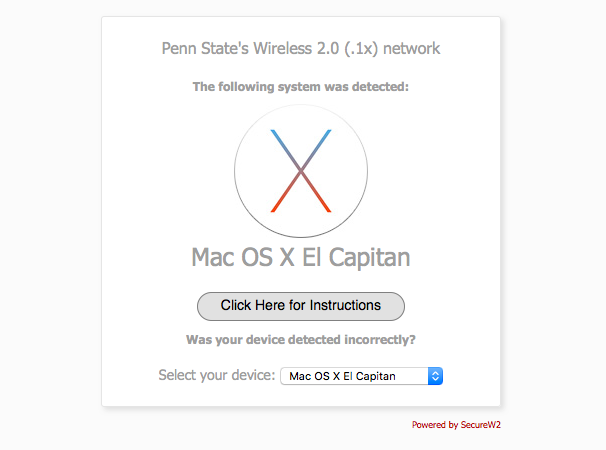 Penn State's Wireless 2.0 (.1x) network
The following system was detected:
Mac OS X El Capitan
Click Here for Instructions
Was your device detected incorrectly?
Select your device: Mac OS X El Capitan
Powered by SecureW2